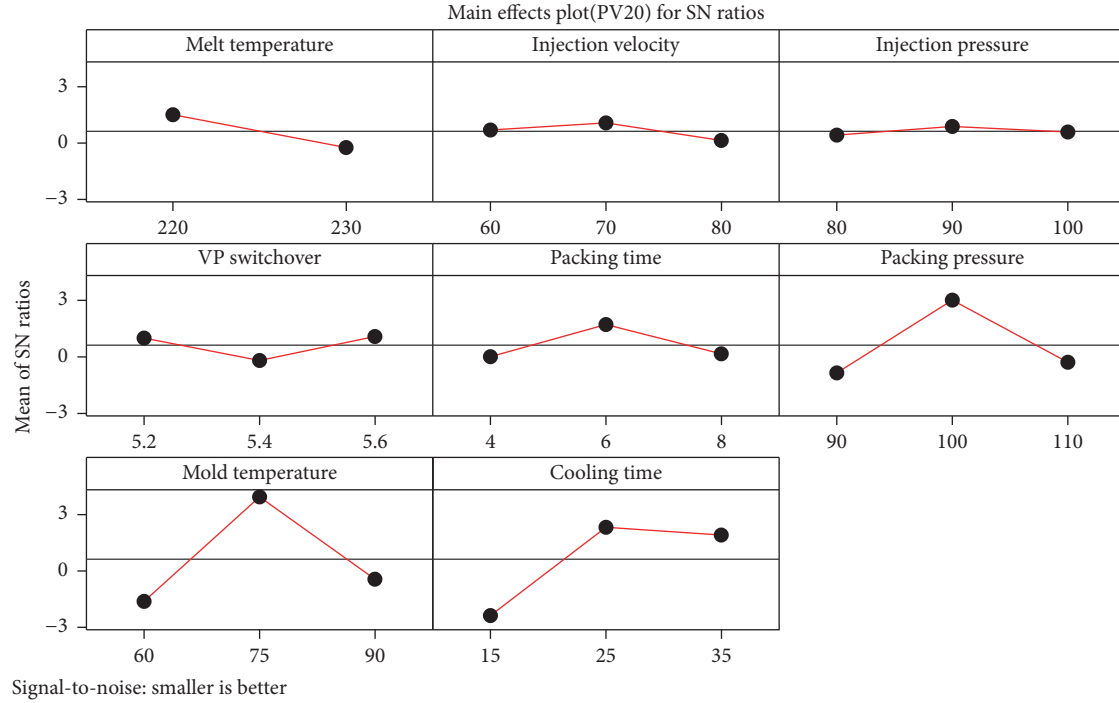 Main effects plot(PV20) for SN ratios
Melt temperature Injection velocity Injection pressure
3
0
−3
220 230 60 70 80 80 90 100
VP switchover Packing time Packing pressure
3
0
−3
5.2 5.4 5.6 4 6 8 90 100 110
Mean of SN ratios
Mold temperature Cooling time
3
0
−3
60 75 90 15 25 35
Signal-to-noise: smaller is better